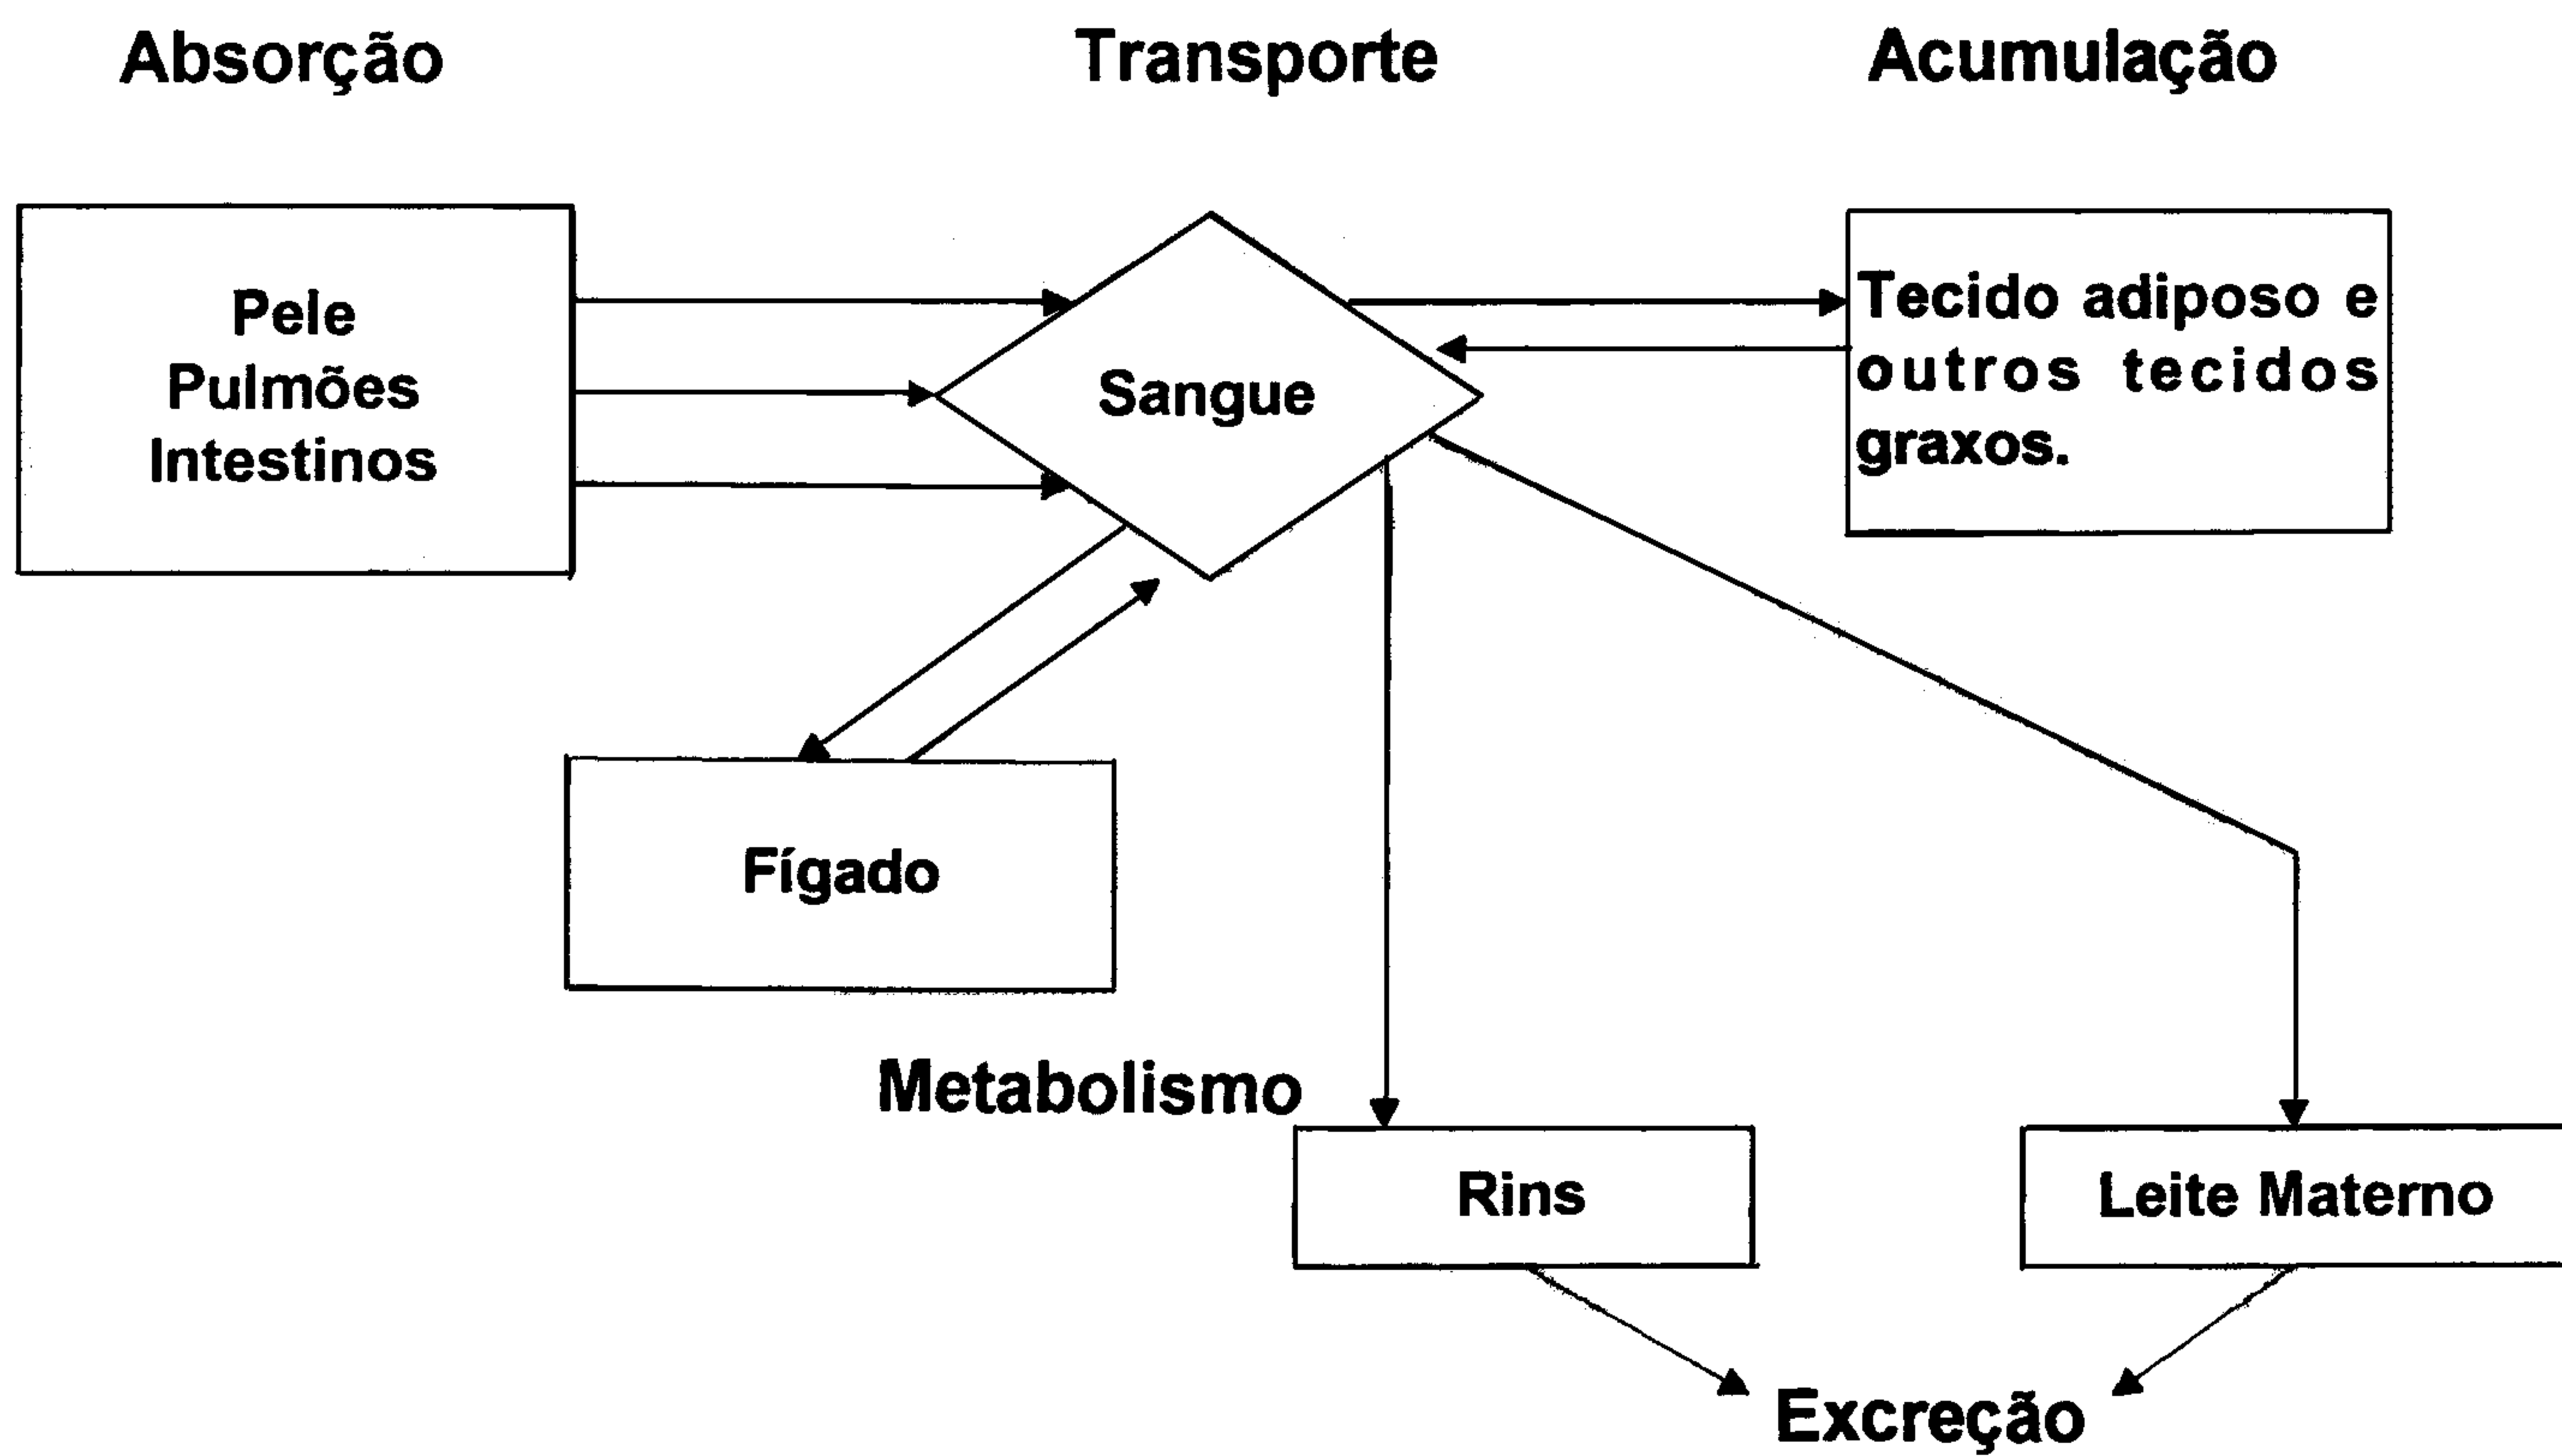 Absorção
Transporte
Acumulação
Pele
Pulmões
Intestinos
Sangue
Tecido adiposo e
outros tecidos
graxos.
Fígado
Metabolismo
Rins
Leite Materno
Excreção